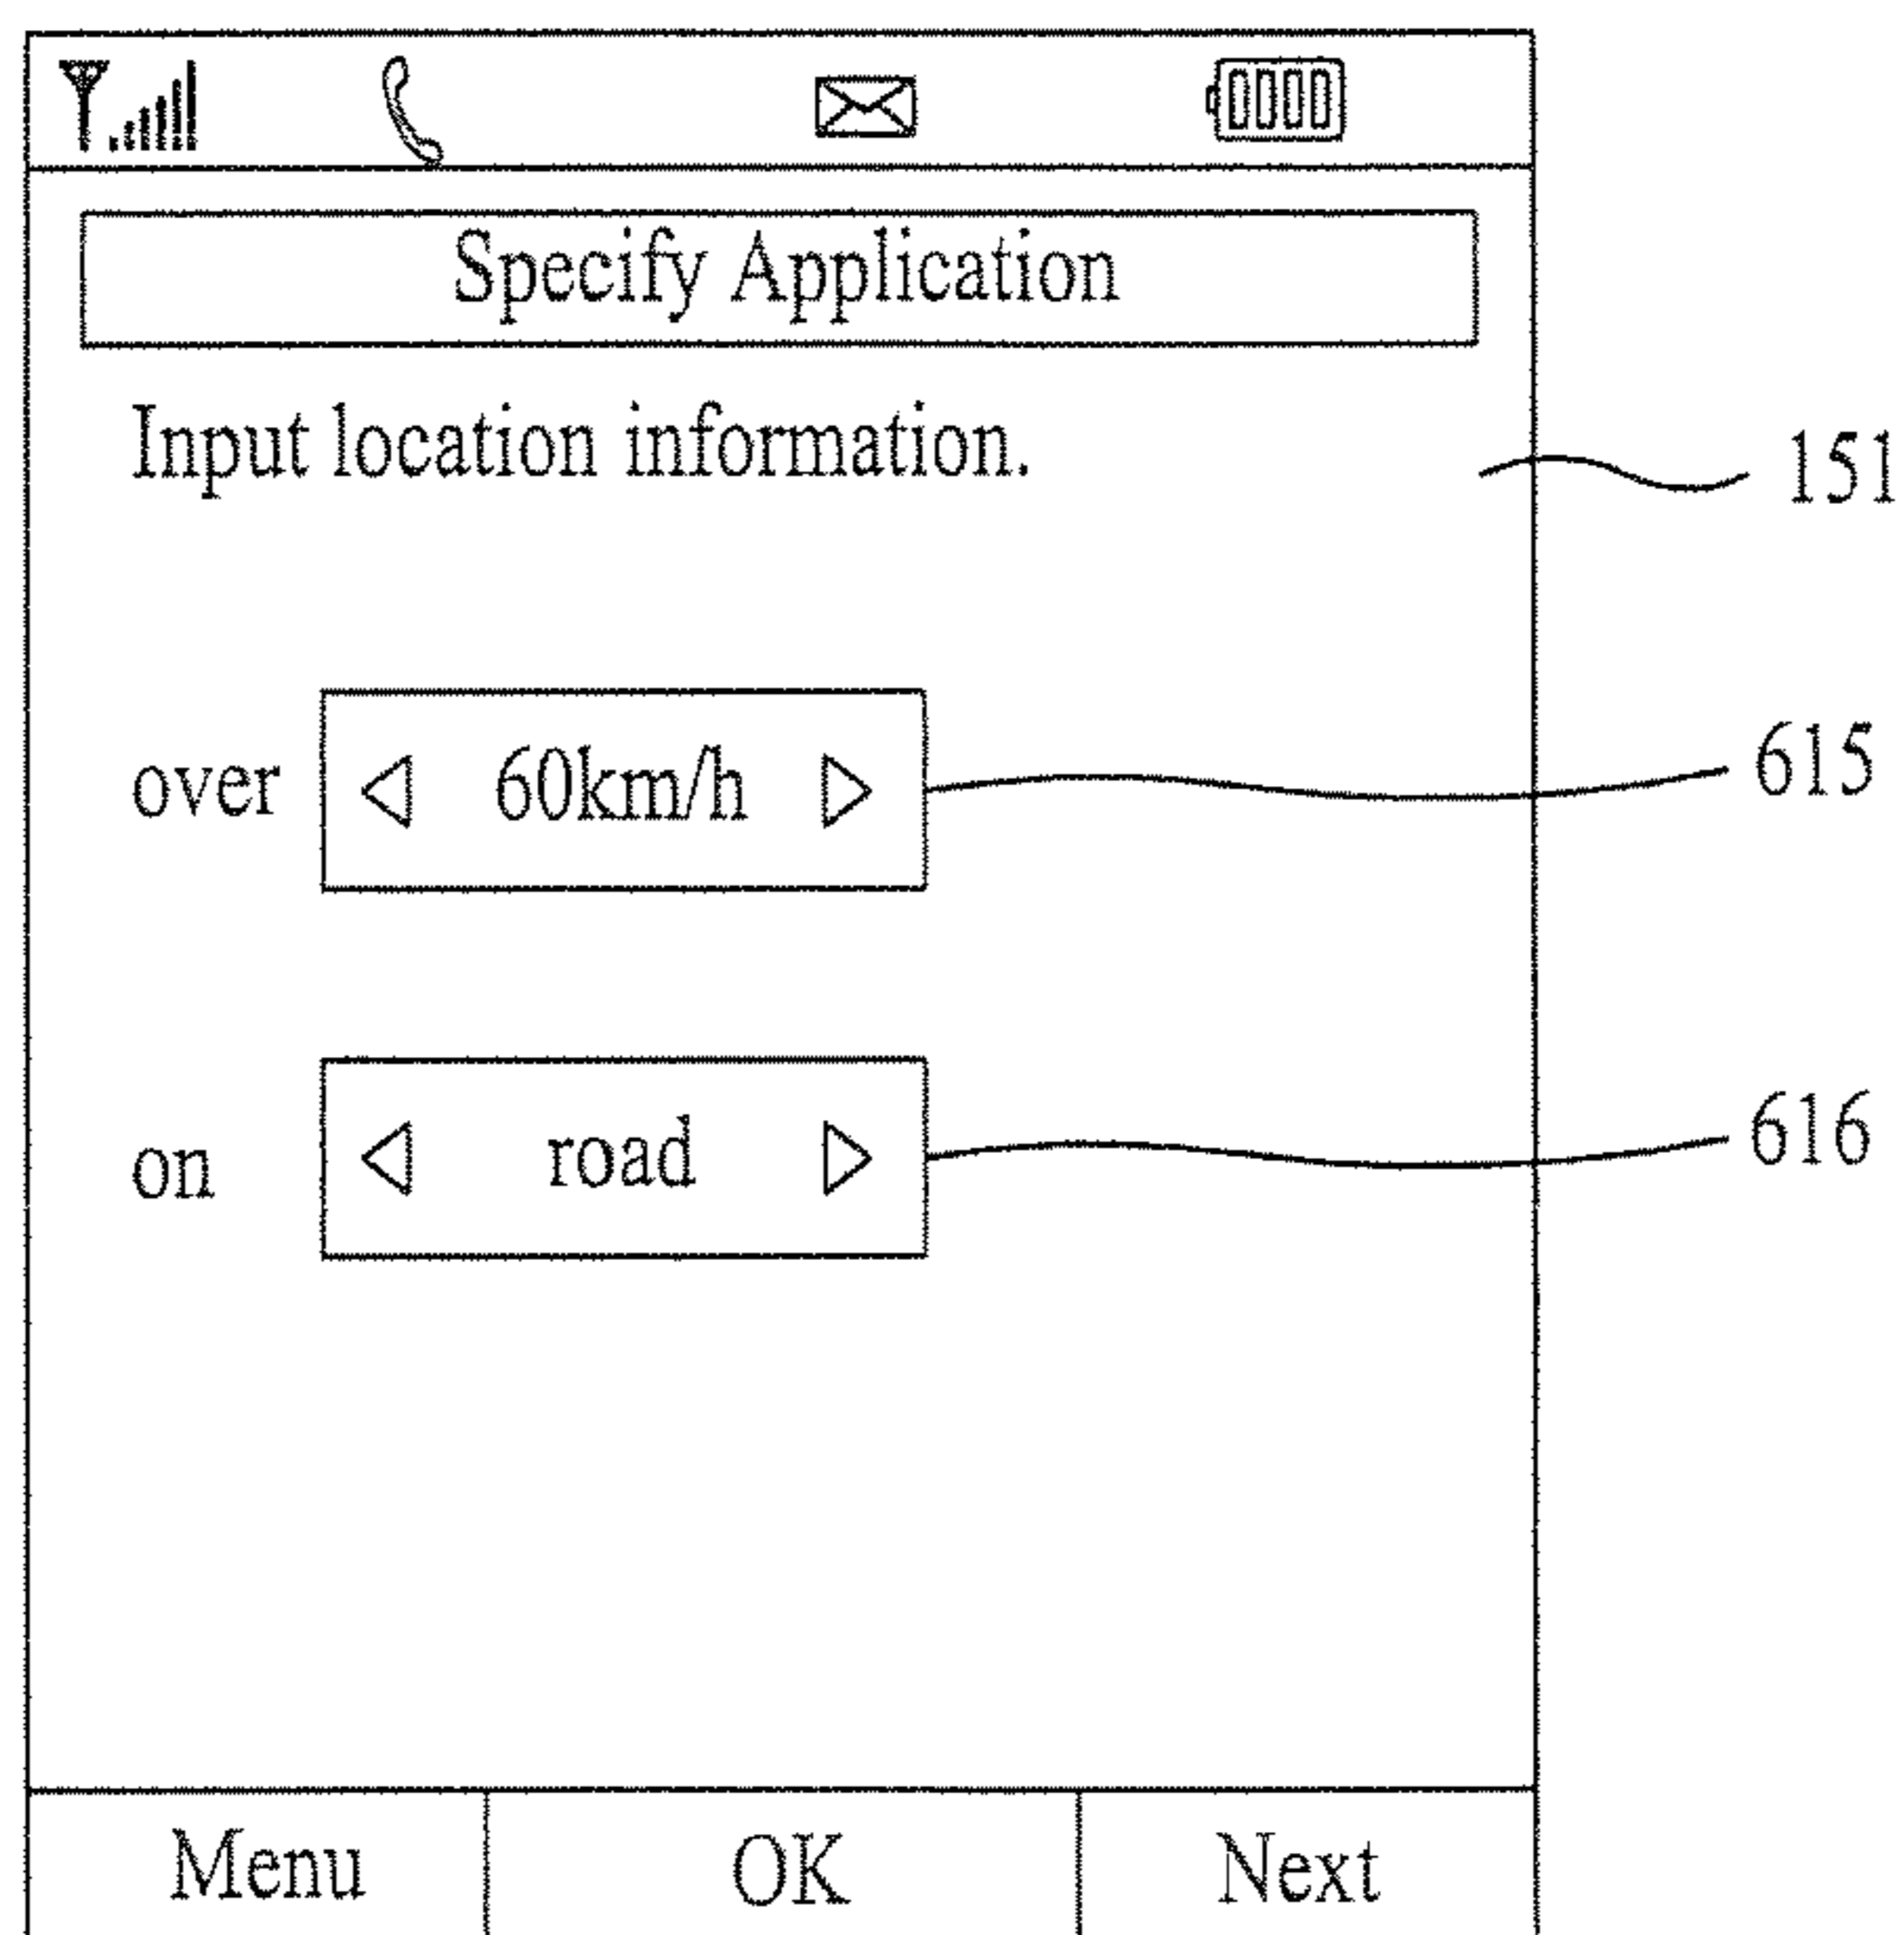 Specify Application
Input location information.
151
over 60km/h 615
on road 616
Menu OK Next